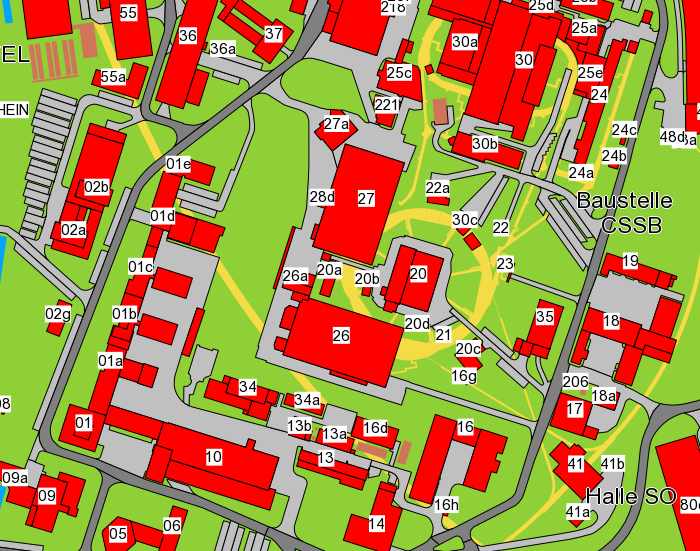 55
36
36a
37
210
25d
25a
30a
30
EL
55a
25c
25e
24
221
27a
HEIN
24c
48d
30b
24b
01e
24a
02b
22a
28d
27
Baustelle
CSSB
02a
01d
30c
22
01c
26a
20a
20b
20
23
19
02g
01b
20d
35
18
26
21
20c
01a
16g
206
34
34a
18a
08
01
13b
13a
16d
16
17
10
13
41
41b
09a
09
16h
Halle SO
41a
80
05
06
14